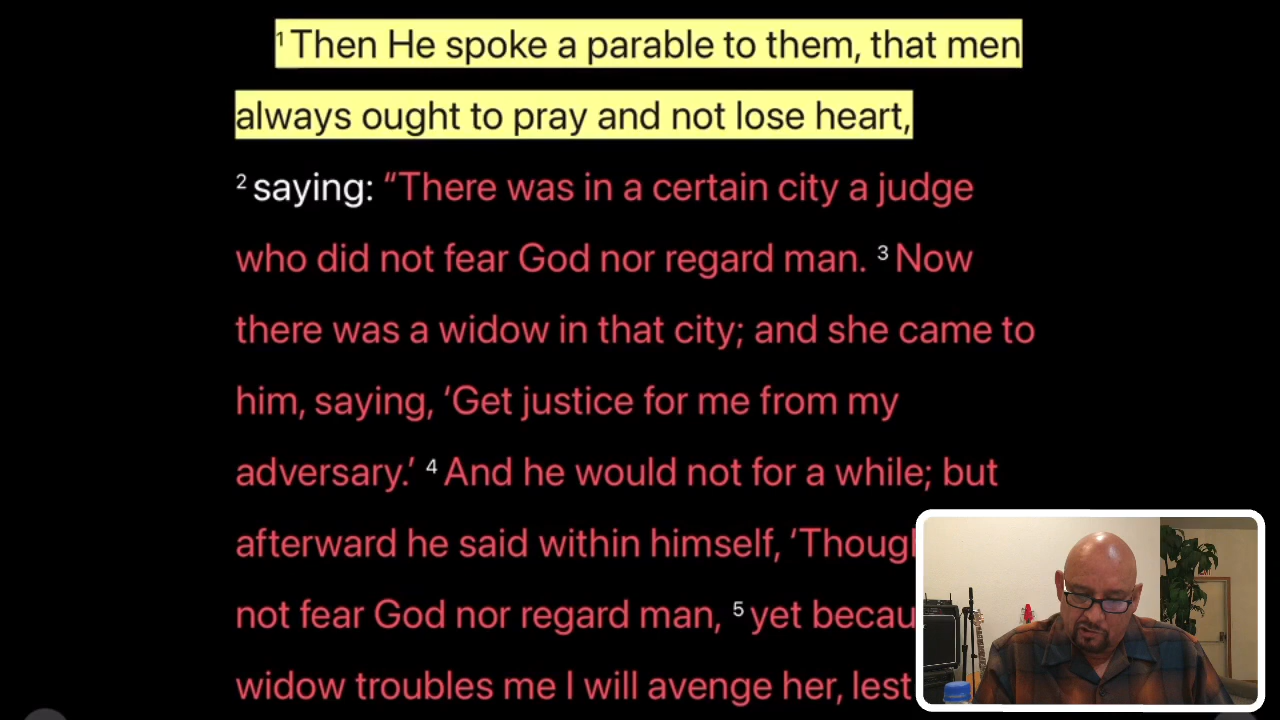 1 Then He spoke a parable to them, that men
always ought to pray and not lose heart,
2 saying: “There was in a certain city a judge
who did not fear God nor regard man. 3 Now
there was a widow in that city; and she came to
him, saying, ‘Get justice for me from my
adversary.’ 4 And he would not for a while; but
afterward he said within himself, ‘Though
not fear God nor regard man, 5 yet becau
widow troubles me I will avenge her, lest